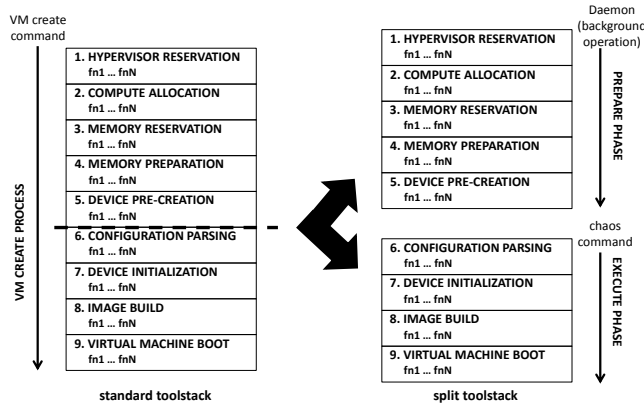 VM create
command
1. HYPERVISOR RESERVATION
fn1 ... fnN
2. COMPUTE ALLOCATION
fn1 ... fnN
3. MEMORY RESERVATION
fn1 ... fnN
4. MEMORY PREPARATION
fn1 ... fnN
5. DEVICE PRE-CREATION
fn1 ... fnN
6. CONFIGURATION PARSING
fn1 ... fnN
7. DEVICE INITIALIZATION
fn1 ... fnN
8. IMAGE BUILD
fn1 ... fnN
9. VIRTUAL MACHINE BOOT
fn1 ... fnN
VM CREATE PROCESS
standard toolstack
Daemon
(background
operation)
1. HYPERVISOR RESERVATION
fn1 ... fnN
2. COMPUTE ALLOCATION
fn1 ... fnN
3. MEMORY RESERVATION
fn1 ... fnN
4. MEMORY PREPARATION
fn1 ... fnN
5. DEVICE PRE-CREATION
fn1 ... fnN
PREPARE PHASE
chaos
command
6. CONFIGURATION PARSING
fn1 ... fnN
7. DEVICE INITIALIZATION
fn1 ... fnN
8. IMAGE BUILD
fn1 ... fnN
9. VIRTUAL MACHINE BOOT
fn1 ... fnN
EXECUTE PHASE
split toolstack